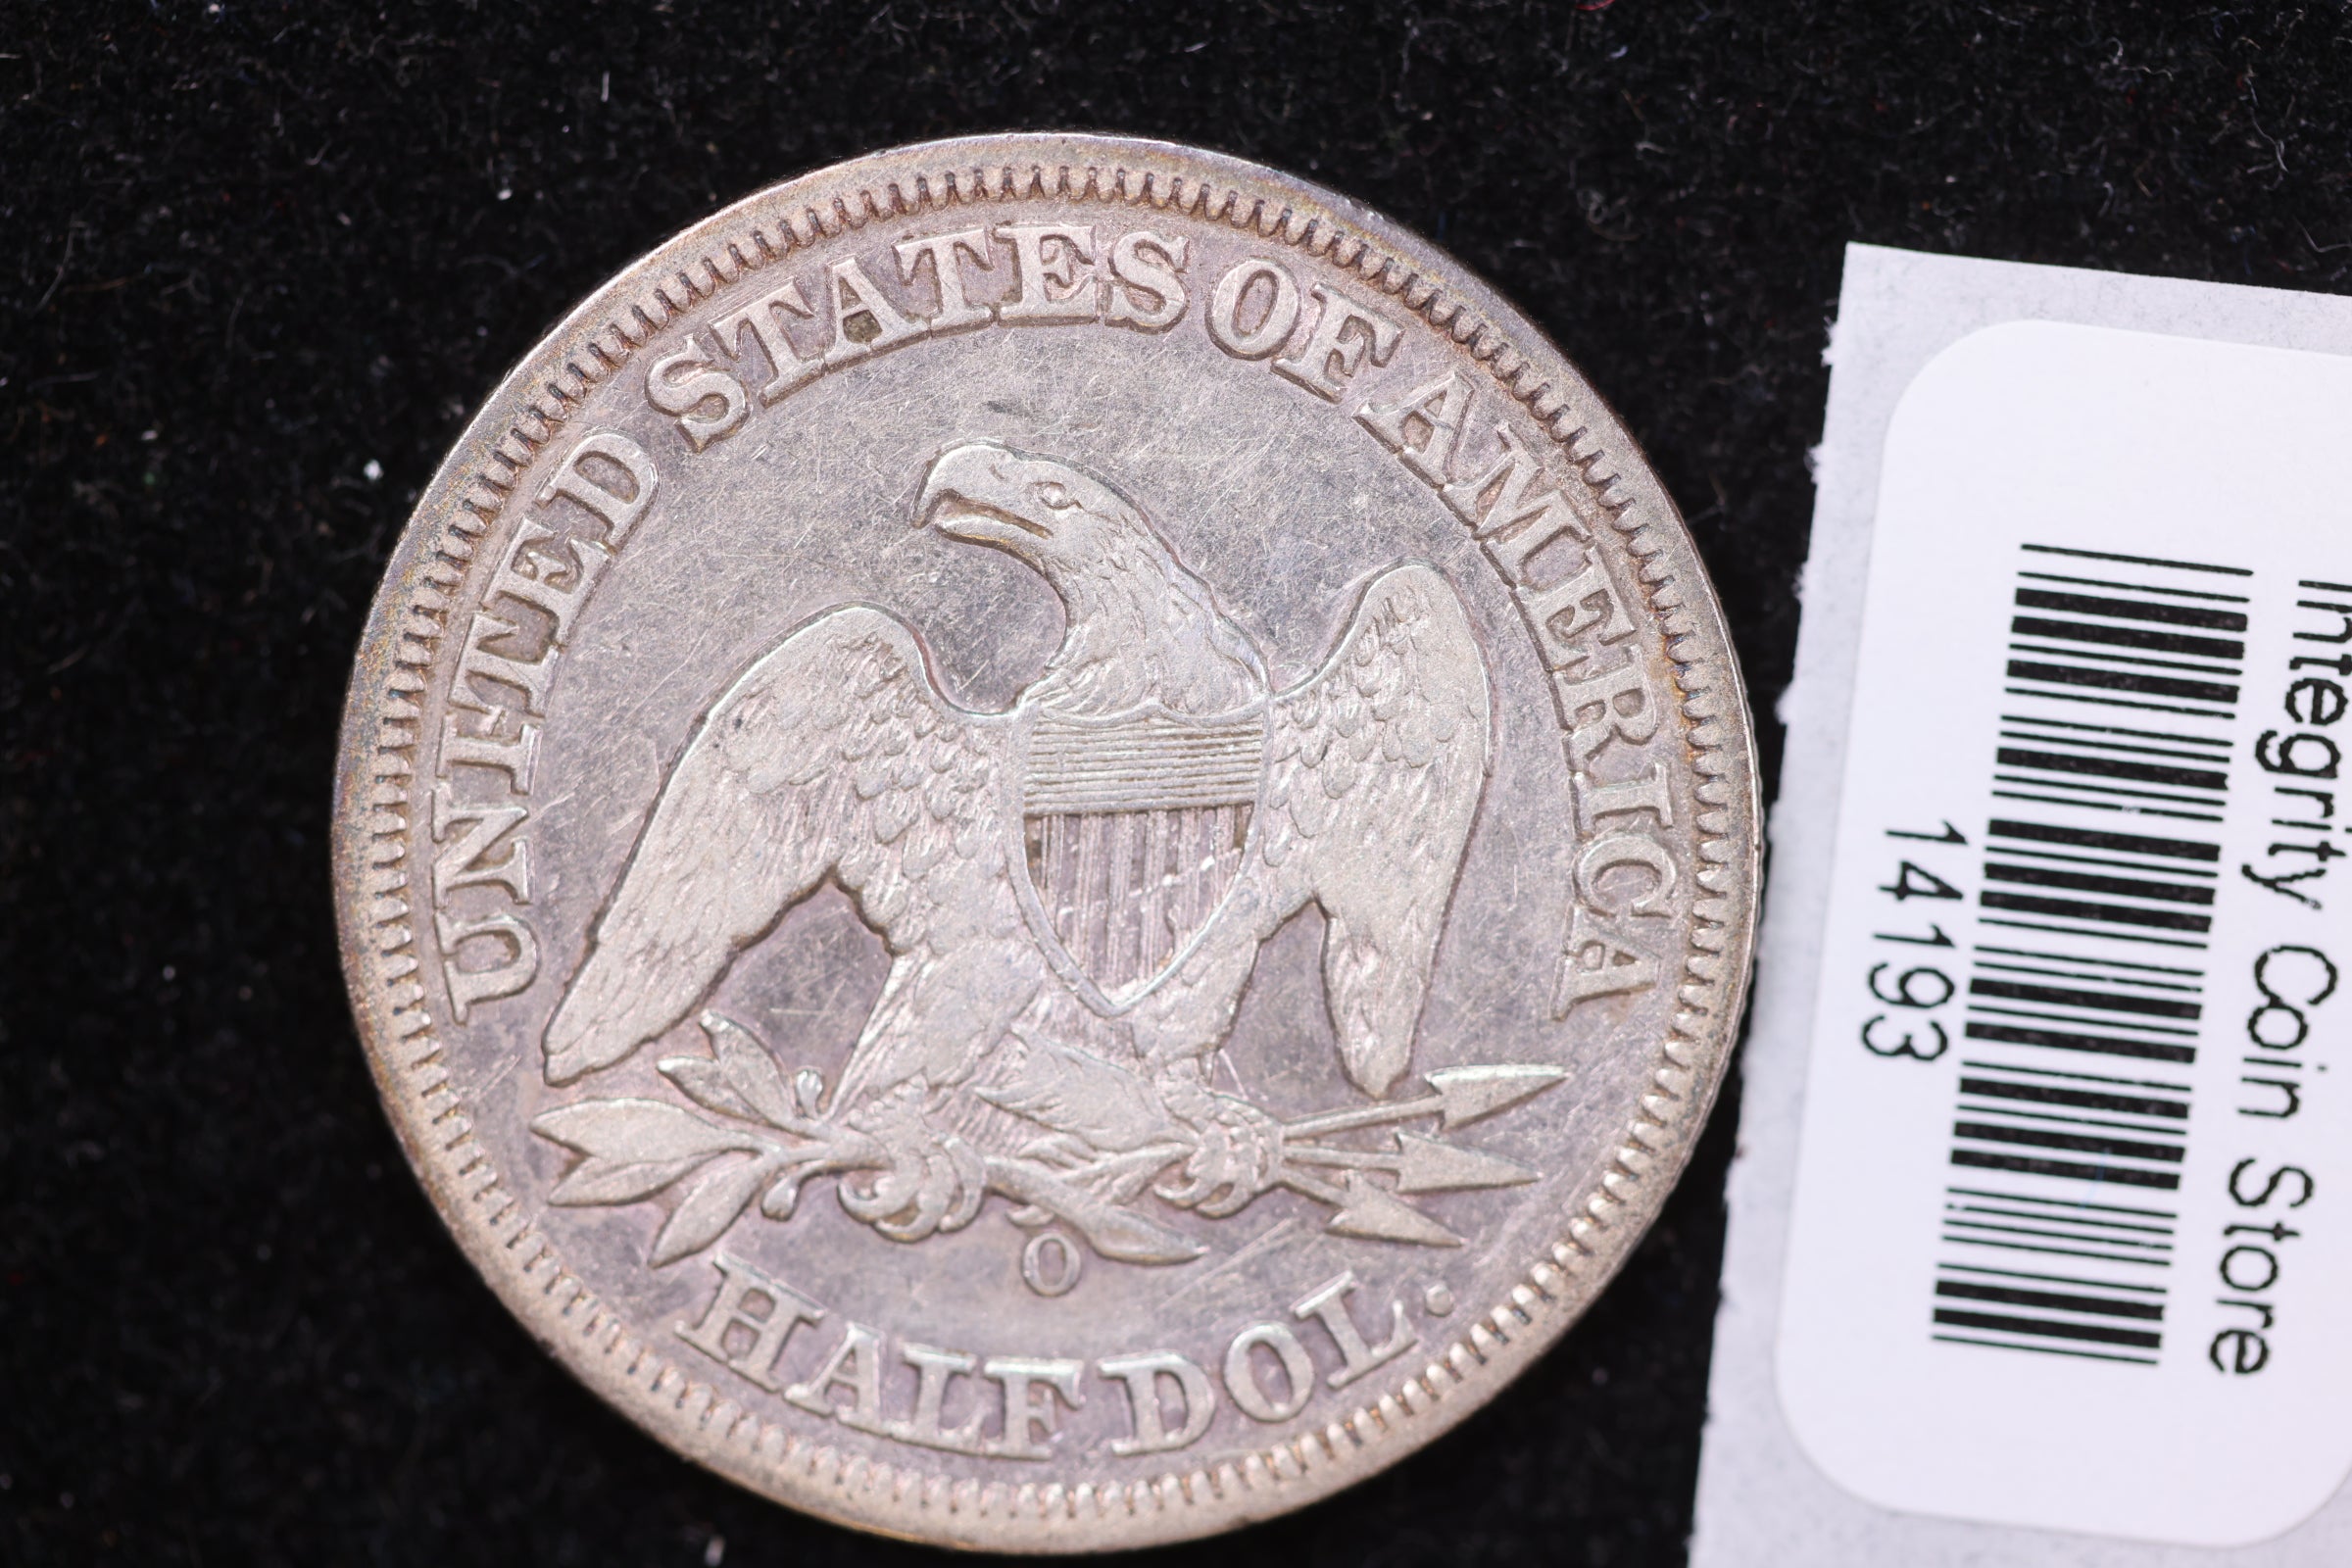 UNITED STATES OF AMERICA
O
HALF DOL.
Integrity Coin Store
14193